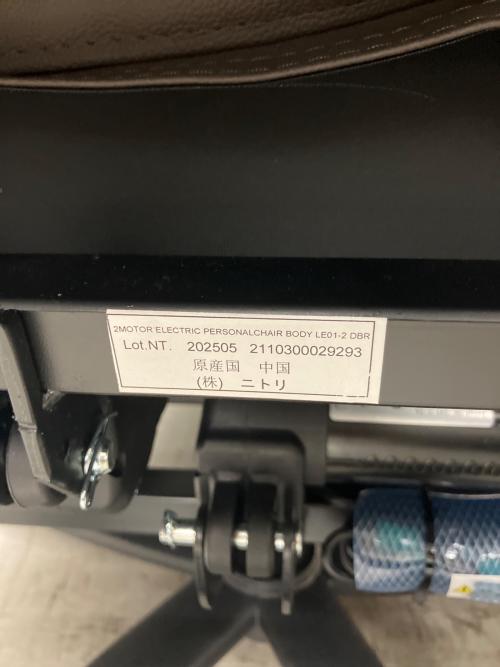 2MOTOR ELECTRIC PERSONALCHAIR BODY LE01-2 DBR
Lot.NT. 202505 2110300029293
原産国 中国
(株) ニトリ